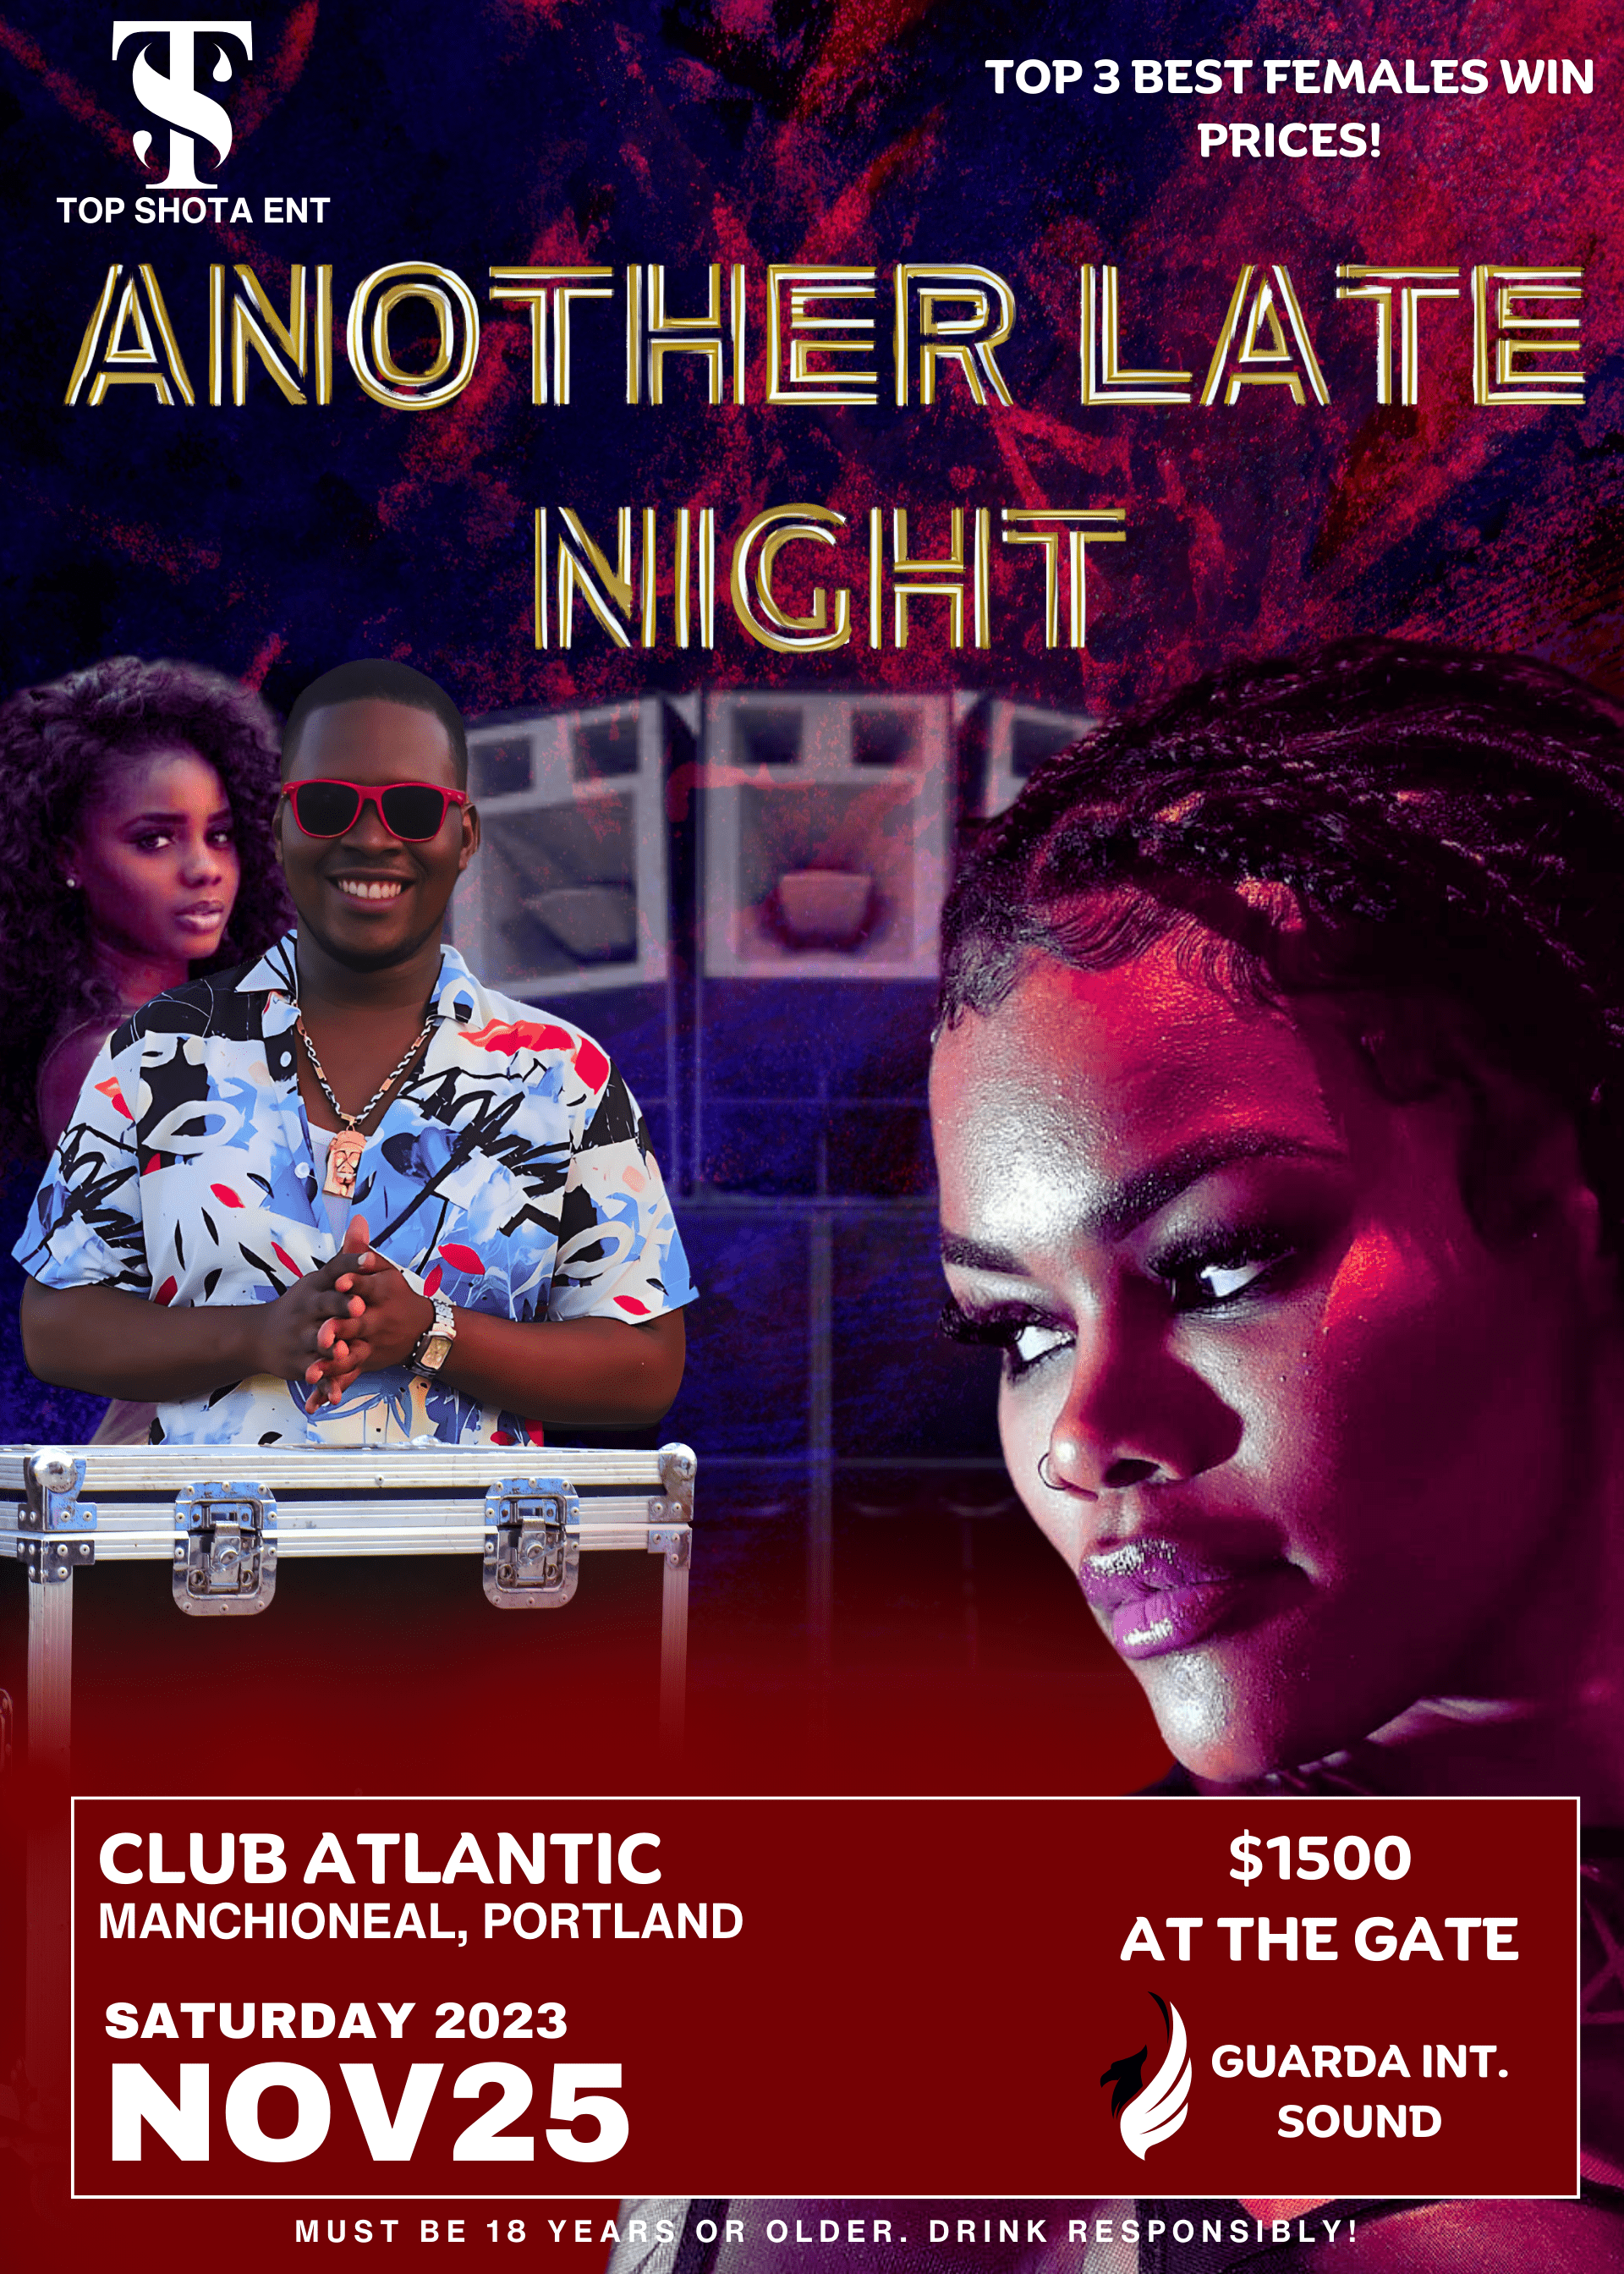 TS
TOP SHOTA ENT
TOP 3 BEST FEMALES WIN
PRICES!
ANOTHER LATE
NIGHT
CLUB ATLANTIC
MANCHIONEAL, PORTLAND
SATURDAY 2023
NOV25
$1500
AT THE GATE
GUARDA INT.
SOUND
MUST BE 18 YEARS OR OLDER. DRINK RESPONSIBLY!